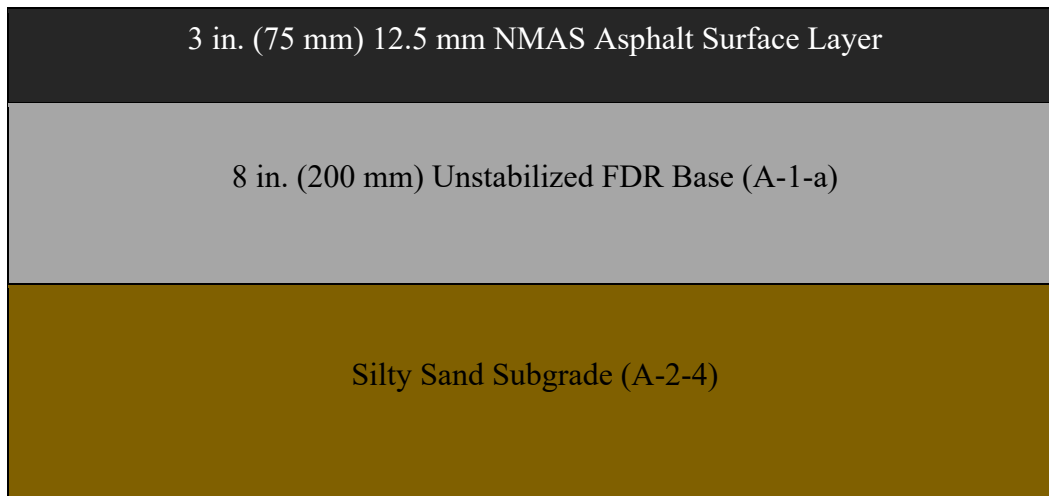 3 in. (75 mm) 12.5 mm NMAS Asphalt Surface Layer
8 in. (200 mm) Unstabilized FDR Base (A-1-a)
Silty Sand Subgrade (A-2-4)